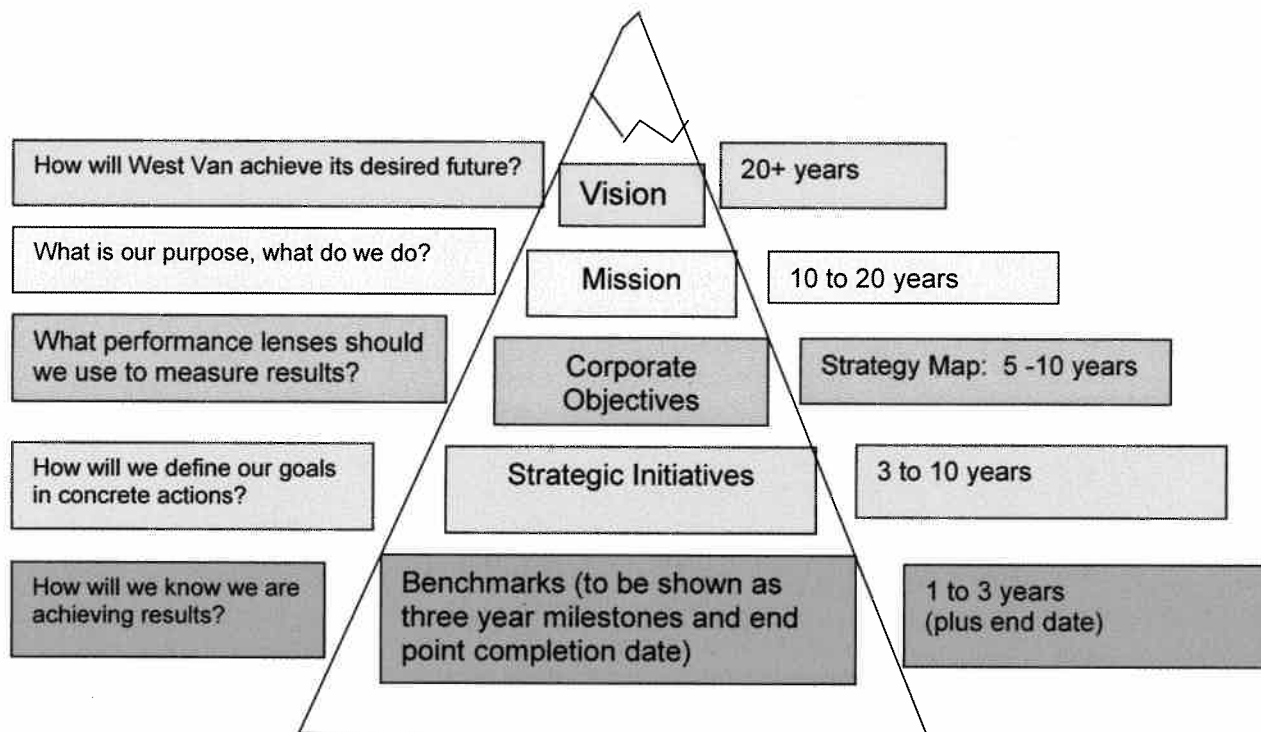 How will West Van achieve its desired future?
Vision
20+ years
What is our purpose, what do we do?
Mission
10 to 20 years
What performance lenses should
we use to measure results?
Corporate
Objectives
Strategy Map: 5 -10 years
How will we define our goals
in concrete actions?
Strategic Initiatives
3 to 10 years
How will we know we are
achieving results?
Benchmarks (to be shown as
three year milestones and end
point completion date)
1 to 3 years
(plus end date)